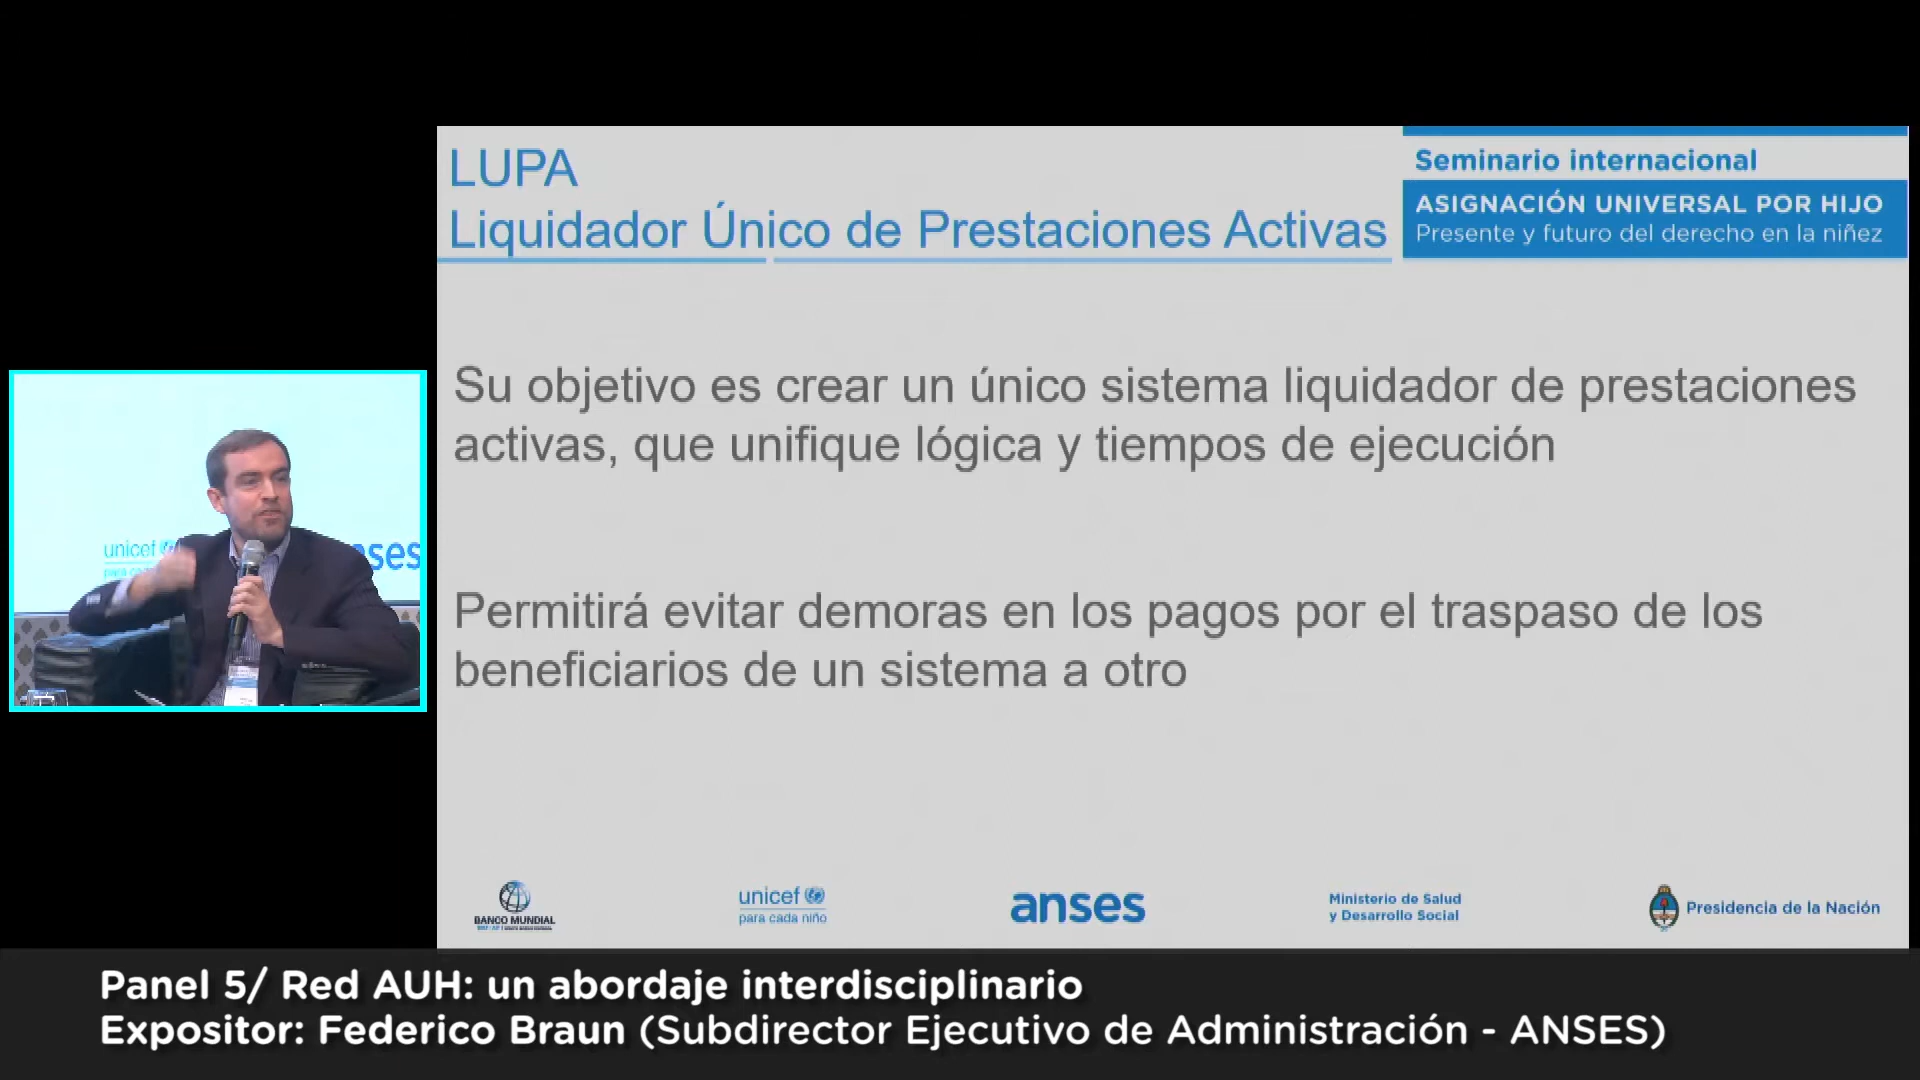 LUPA
Liquidador Único de Prestaciones Activas
Seminario internacional
ASIGNACIÓN UNIVERSAL POR HIJO
Presente y futuro del derecho en la niñez
Su objetivo es crear un único sistema liquidador de prestaciones
activas, que unifique lógica y tiempos de ejecución
Permitirá evitar demoras en los pagos por el traspaso de los
beneficiarios de un sistema a otro
unicef
anses
BANCO MUNDIAL
unicef
para cada niño
anses
Ministerio de Salud
y Desarrollo Social
Presidencia de la Nación
Panel 5/ Red AUH: un abordaje interdisciplinario
Expositor: Federico Braun (Subdirector Ejecutivo de Administración - ANSES)